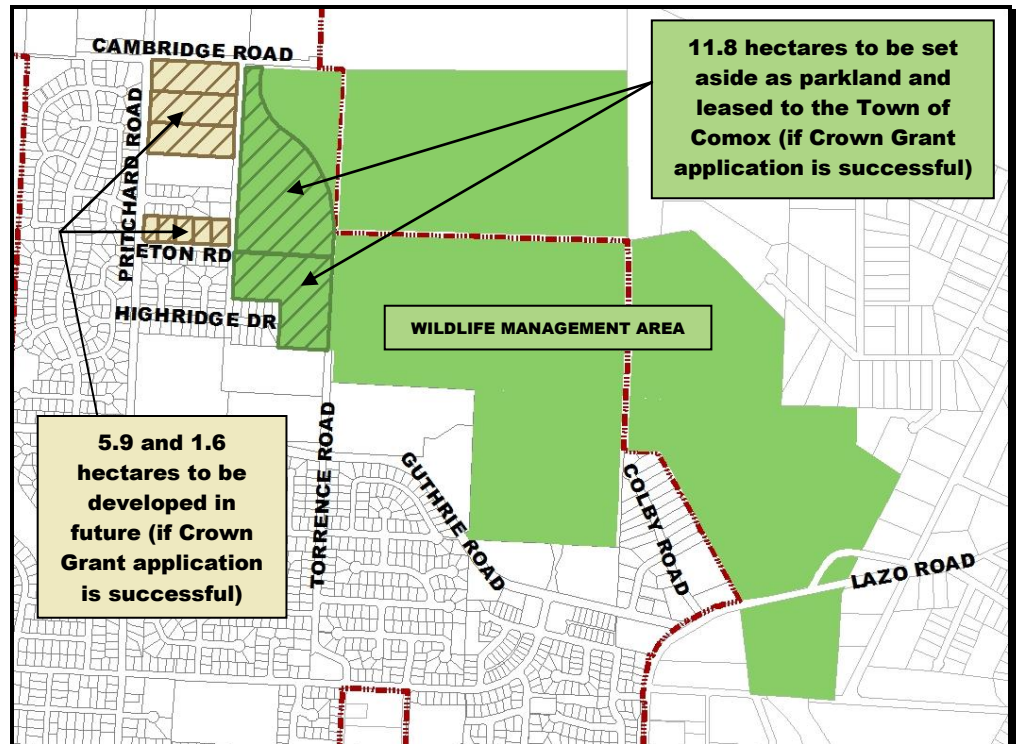 CAMBRIDGE ROAD
11.8 hectares to be set
aside as parkland and
leased to the Town of
Comox (if Crown Grant
application is successful)
PRITCHARD ROAD
ETON RD
HIGHRIDGE DR
WILDLIFE MANAGEMENT AREA
5.9 and 1.6
hectares to be
developed in
future (if Crown
Grant application
is successful)
TORRENCE ROAD
GUTHRIE ROAD
COLBY ROAD
LAZO ROAD